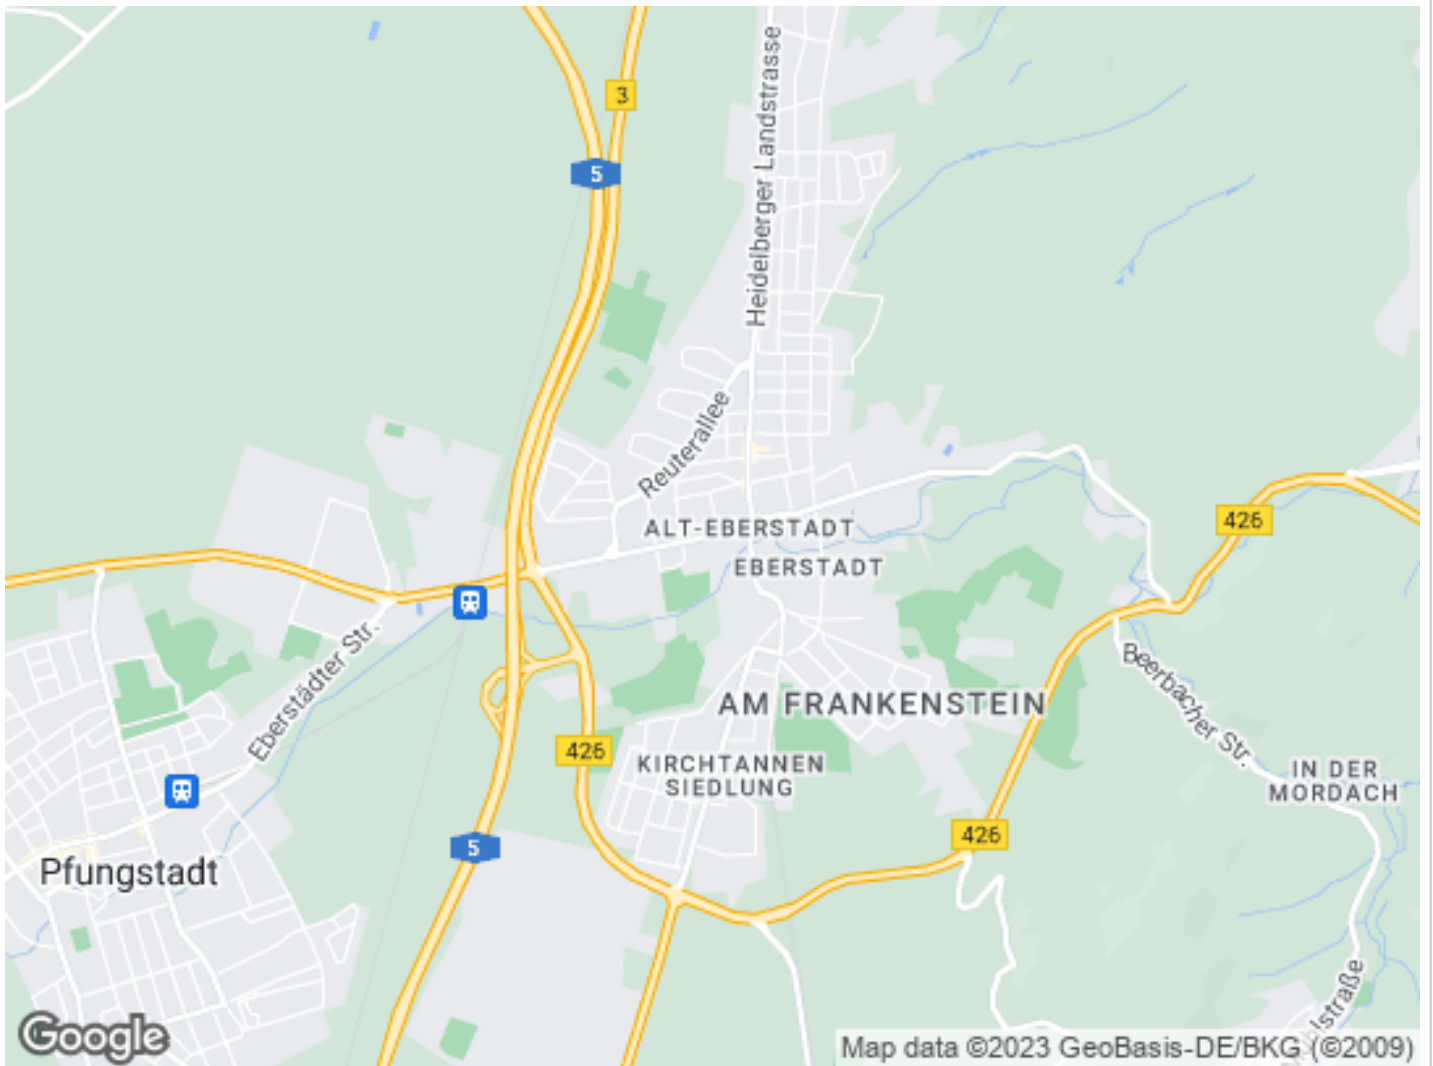 3
5
Heidelberger Landstrasse
Reuterallee
426
ALT-EBERSTADT
EBERSTADT
Eberstädter Str.
Beerbacher Str.
AM FRANKENSTEIN
426
KIRCHTANNEN
SIEDLUNG
IN DER
MORDACH
426
5
Pfungstadt
Google
Map data ©2023 GeoBasis-DE/BKG (©2009)